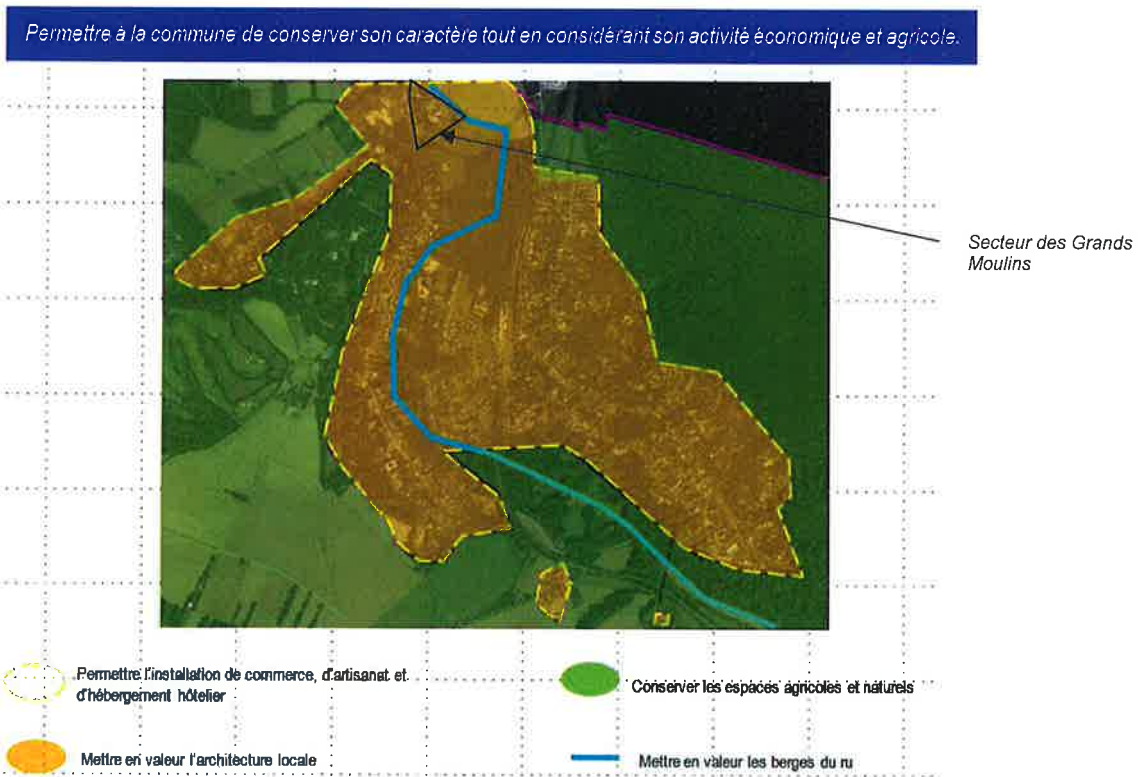 Permettre à la commune de conserver son caractère tout en considérant son activité économique et agricole.
Secteur des Grands
Moulins
Permettre l'installation de commerce, d'artisanat et
d'hébergement hôtelier
Conserver les espaces agricoles et naturels
Mettre en valeur l'architecture locale
Mettre en valeur les berges du ru